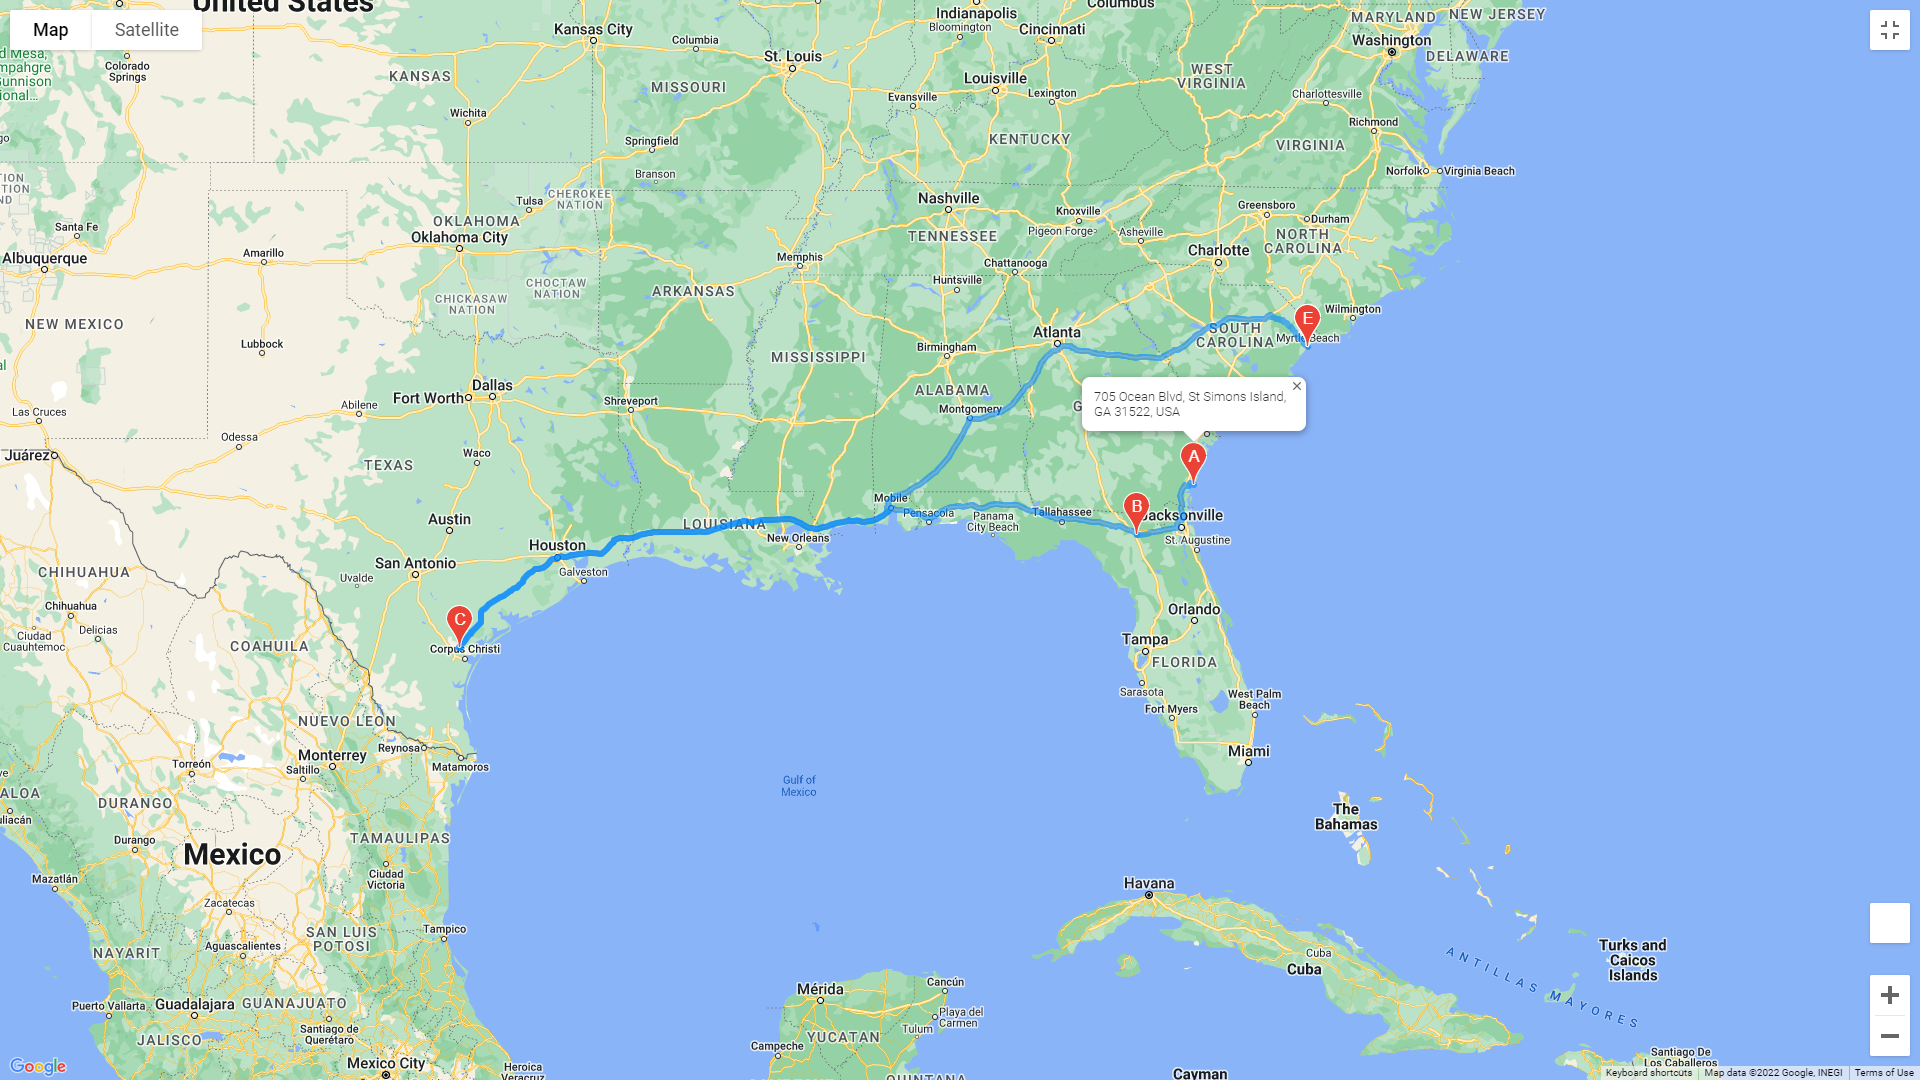 United States
Map
Satellite
Columbus
Indianapolis
Bloomington
Cincinnati
MARYLAND
NEW JERSEY
Washington
DELAWARE
Kansas City
Columbia
St. Louis
Colorado
Springs
KANSAS
MISSOURI
Louisville
Evansville
Lexington
WEST
VIRGINIA
Charlottesville
Wichita
Richmond
KENTUCKY
VIRGINIA
Springfield
Branson
Norfolk
Virginia Beach
CHEROKEE
NATION
Tulsa
Nashville
Knoxville
Greensboro
Durham
Santa Fe
OKLAHOMA
Oklahoma City
TENNESSEE
Pigeon Forge
Asheville
NORTH
CAROLINA
Albuquerque
Amarillo
Memphis
Chattanooga
Charlotte
CHOCTAW
NATION
Huntsville
CHICKASAW
NATION
ARKANSAS
Wilmington
NEW MEXICO
E
Lubbock
Birmingham
Atlanta
SOUTH
CAROLINA
Myrtle Beach
MISSISSIPPI
Dallas
Fort Worth
ALABAMA
705 Ocean Blvd, St Simons Island,
GA 31522, USA
Las Cruces
Abilene
Shreveport
Montgomery
Odessa
Juárez
Waco
TEXAS
A
Mobile
B
Austin
LOUISIANA
Pensacola
Panama
City Beach
Tallahassee
Jacksonville
St. Augustine
Houston
New Orleans
San Antonio
Galveston
Uvalde
CHIHUAHUA
Chihuahua
Ciudad
Cuauhtemoc
Delicias
C
Corpus Christi
COAHUILA
Orlando
Tampa
FLORIDA
Sarasota
West Palm
Beach
Fort Myers
NUEVO LEON
Monterrey
Reynosa
Matamoros
Miami
Torreón
Saltillo
Gulf of
Mexico
DURANGO
The
Bahamas
Durango
TAMAULIPAS
Mexico
Ciudad
Victoria
Mazatlán
Havana
Zacatecas
SAN LUIS
POTOSI
Tampico
NAYARIT
Aguascalientes
Cuba
Cuba
Turks and
Caicos
Islands
ANTILLAS MAYORES
Puerto Vallarta
Guadalajara
GUANAJUATO
Mérida
Cancún
Playa del
Carmen
Tulum
YUCATAN
Santiago de
Querétaro
JALISCO
Campeche
Mexico City
Heroica
Veracruz
QUINTANA
Cayman
Santiago De
Los Caballeros
Google
Keyboard shortcuts
Map data ©2022 Google, INEGI
Terms of Use